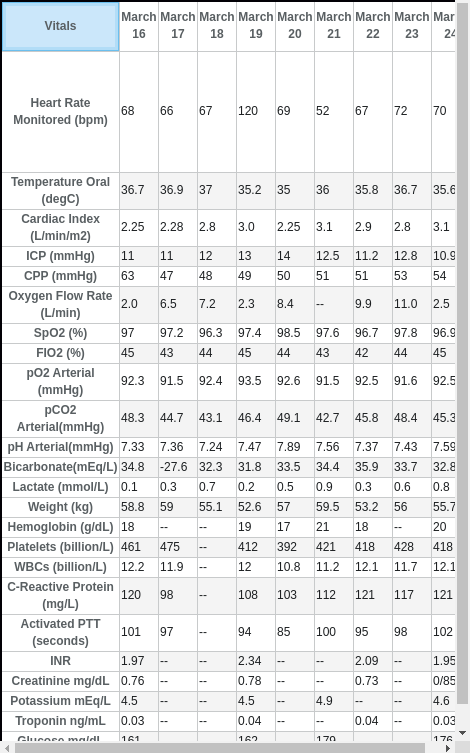 Vitals March 16 March 17 March 18 March 19 March 20 March 21 March 22 March 23 March 24
Heart Rate Monitored (bpm) 68 66 67 120 69 52 67 72 70
Temperature Oral (degC) 36.7 36.9 37 35.2 35 36 35.8 36.7 35.6
Cardiac Index (L/min/m2) 2.25 2.28 2.8 3.0 2.25 3.1 2.9 2.8 3.1
ICP (mmHg) 11 11 12 13 14 12.5 11.2 12.8 10.9
CPP (mmHg) 63 47 48 49 50 51 51 53 54
Oxygen Flow Rate (L/min) 2.0 6.5 7.2 2.3 8.4 -- 9.9 11.0 2.5
SpO2 (%) 97 97.2 96.3 97.4 98.5 97.6 96.7 97.8 96.9
FIO2 (%) 45 43 44 45 44 43 42 44 45
pO2 Arterial (mmHg) 92.3 91.5 92.4 93.5 92.6 91.5 92.5 91.6 92.5
pCO2 Arterial(mmHg) 48.3 44.7 43.1 46.4 49.1 42.7 45.8 48.4 45.3
pH Arterial(mmHg) 7.33 7.36 7.24 7.47 7.89 7.56 7.37 7.43 7.59
Bicarbonate(mEq/L) 34.8 -27.6 32.3 31.8 33.5 34.4 35.9 33.7 32.8
Lactate (mmol/L) 0.1 0.3 0.7 0.2 0.5 0.9 0.3 0.6 0.8
Weight (kg) 58.8 59 55.1 52.6 57 59.5 53.2 56 55.7
Hemoglobin (g/dL) 18 -- -- 19 17 21 18 -- 20
Platelets (billion/L) 461 475 -- 412 392 421 418 428 418
WBCs (billion/L) 12.2 11.9 -- 12 10.8 11.2 12.1 11.7 12.1
C-Reactive Protein (mg/L) 120 98 -- 108 103 112 121 117 121
Activated PTT (seconds) 101 97 -- 94 85 100 95 98 102
INR 1.97 -- -- 2.34 -- -- 2.09 -- 1.95
Creatinine mg/dL 0.76 -- -- 0.78 -- -- 0.73 -- 0/85
Potassium mEq/L 4.5 -- -- 4.5 -- 4.9 -- -- 4.6
Troponin ng/mL 0.03 -- -- 0.04 -- -- 0.04 -- 0.03
Glucose mg/dL 161 -- -- 162 -- 179 -- -- 176